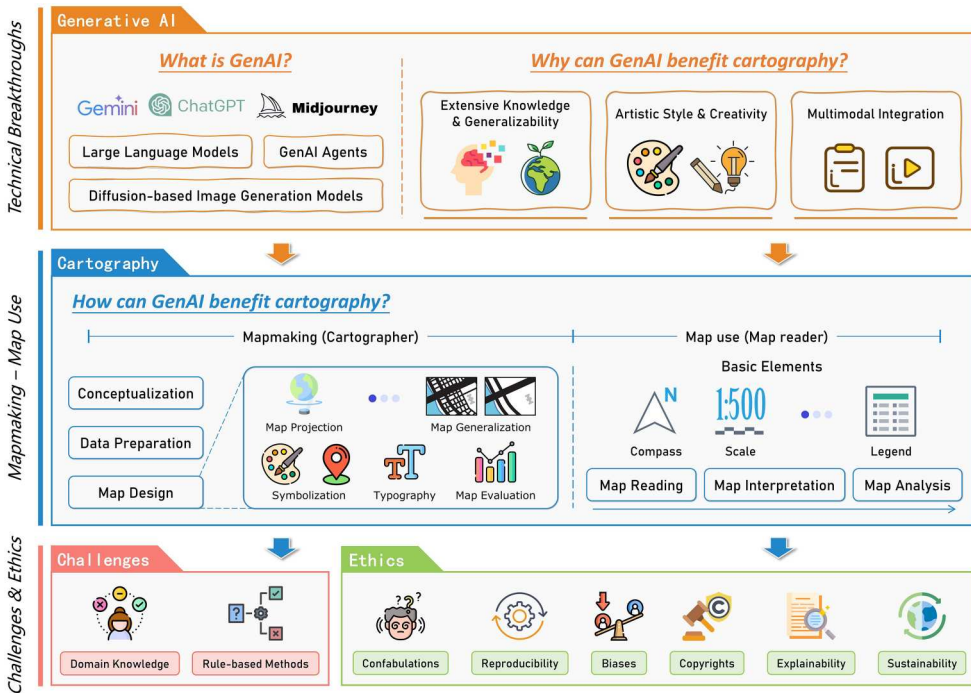 Technical Breakthroughs
Generative AI
What is GenAI?
Gemini
ChatGPT
Midjourney
Large Language Models
GenAI Agents
Diffusion-based Image Generation Models
Why can GenAI benefit cartography?
Extensive Knowledge
& Generalizability
Artistic Style & Creativity
Multimodal Integration
Mapmaking – Map Use
Cartography
How can GenAI benefit cartography?
Mapmaking (Cartographer)
Map use (Map reader)
Conceptualization
Data Preparation
Map Design
Map Projection
Map Generalization
Symbolization
Typography
Map Evaluation
Basic Elements
N
1:500
Compass
Scale
Legend
Map Reading
Map Interpretation
Map Analysis
Challenges & Ethics
Challenges
Domain Knowledge
Rule-based Methods
Ethics
Confabulations
Reproducibility
Biases
Copyrights
Explainability
Sustainability